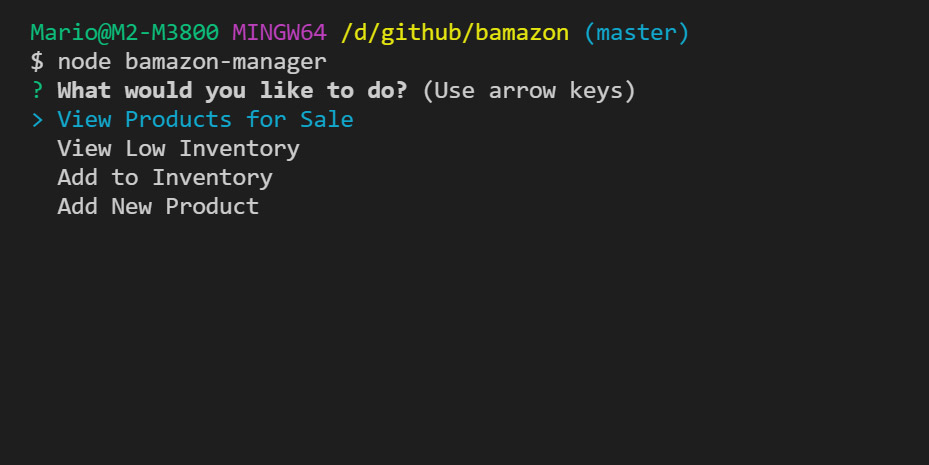 Mario@M2-M3800 MINGW64 /d/github/bamazon (master)
$ node bamazon-manager
? What would you like to do? (Use arrow keys)
> View Products for Sale
  View Low Inventory
  Add to Inventory
  Add New Product